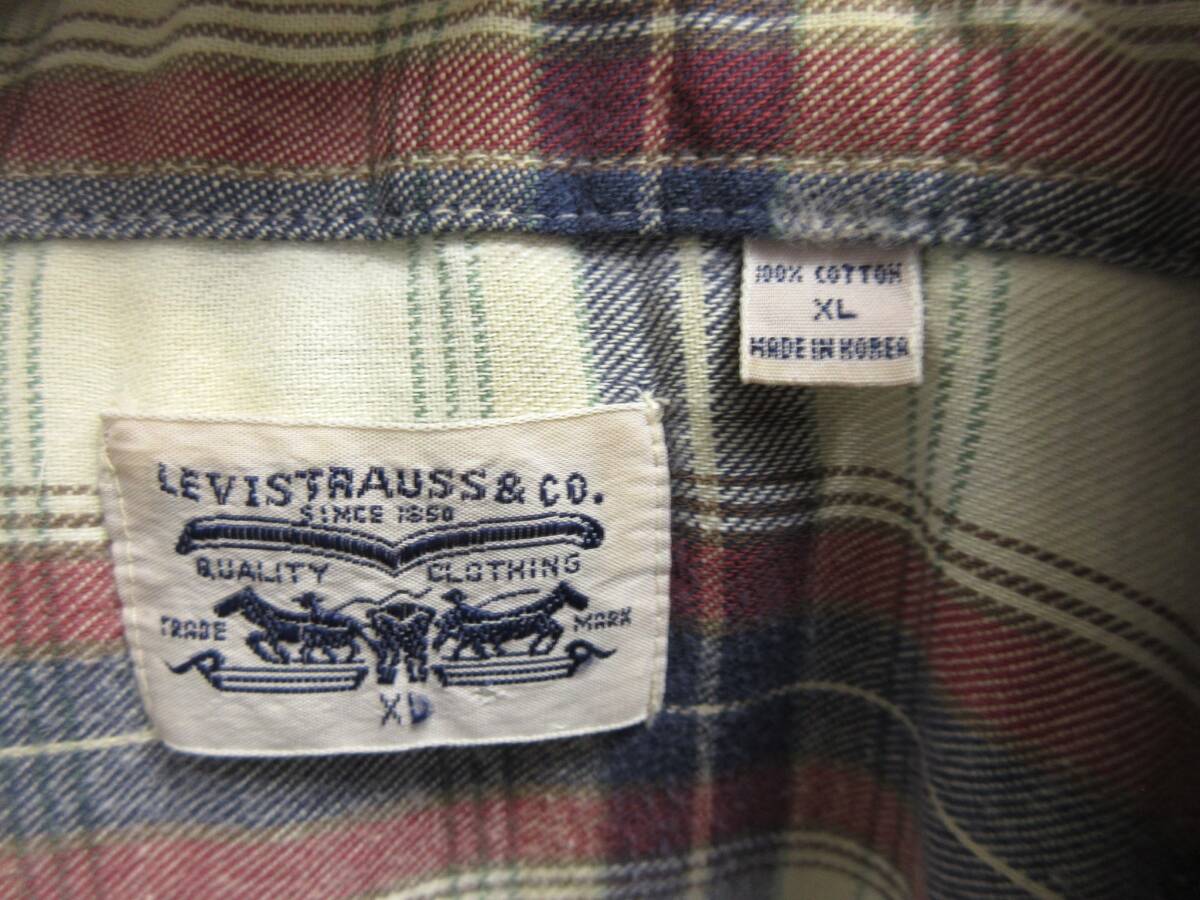 100% COTTON
XL
MADE IN KOREA
LEVI STRAUSS & CO.
SINCE 1850
QUALITY CLOTHING
TRADE MARK
XL